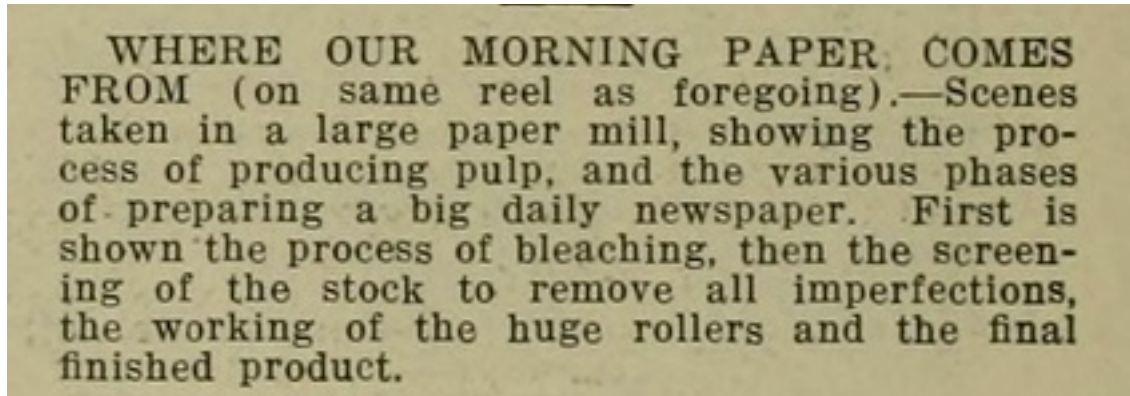 WHERE OUR MORNING PAPER COMES
FROM (on same reel as foregoing).—Scenes
taken in a large paper mill, showing the pro-
cess of producing pulp, and the various phases
of preparing a big daily newspaper. First is
shown the process of bleaching, then the screen-
ing of the stock to remove all imperfections,
the working of the huge rollers and the final
finished product.